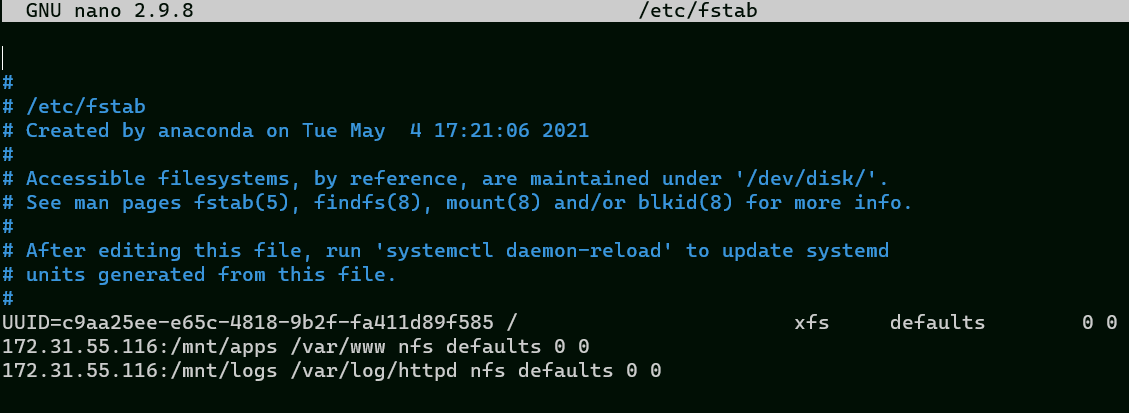 GNU nano 2.9.8 /etc/fstab
#
# /etc/fstab
# Created by anaconda on Tue May  4 17:21:06 2021
#
# Accessible filesystems, by reference, are maintained under '/dev/disk/'.
# See man pages fstab(5), findfs(8), mount(8) and/or blkid(8) for more info.
#
# After editing this file, run 'systemctl daemon-reload' to update systemd
# units generated from this file.
#
UUID=c9aa25ee-e65c-4818-9b2f-fa411d89f585 /                       xfs     defaults        0 0
172.31.55.116:/mnt/apps /var/www nfs defaults 0 0
172.31.55.116:/mnt/logs /var/log/httpd nfs defaults 0 0